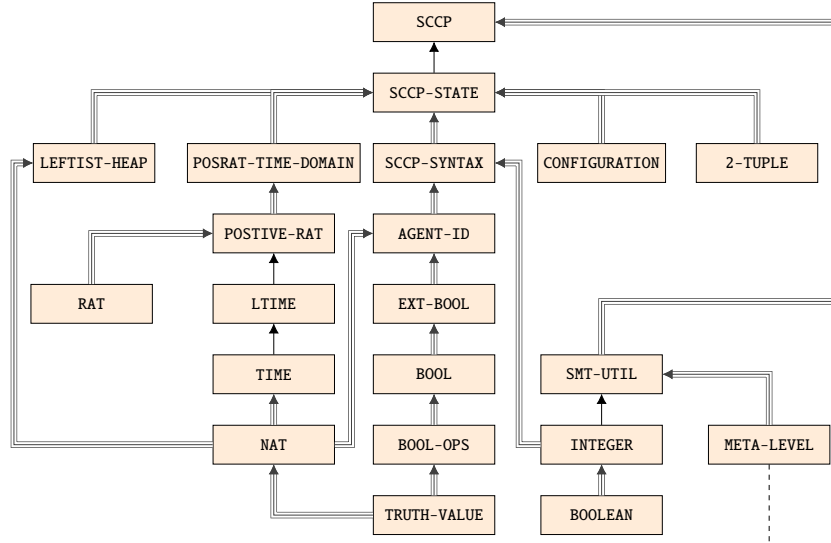 SCCP
SCCP-STATE
LEFTIST-HEAP
POSRAT-TIME-DOMAIN
SCCP-SYNTAX
CONFIGURATION
2-TUPLE
POSTIVE-RAT
AGENT-ID
RAT
LTIME
EXT-BOOL
TIME
BOOL
SMT-UTIL
NAT
BOOL-OPS
INTEGER
META-LEVEL
TRUTH-VALUE
BOOLEAN